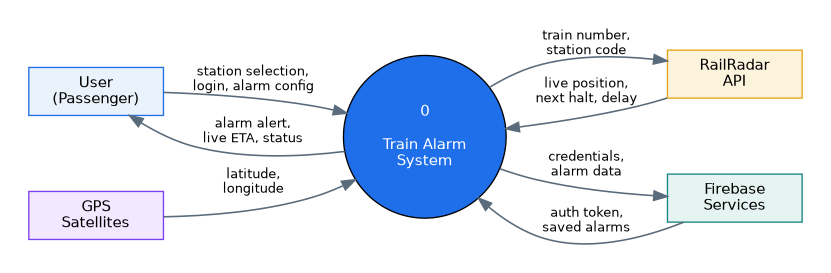 User
(Passenger)
station selection,
login, alarm config
alarm alert,
live ETA, status
GPS
Satellites
latitude,
longitude
0
Train Alarm
System
train number,
station code
RailRadar
API
live position,
next halt, delay
credentials,
alarm data
Firebase
Services
auth token,
saved alarms